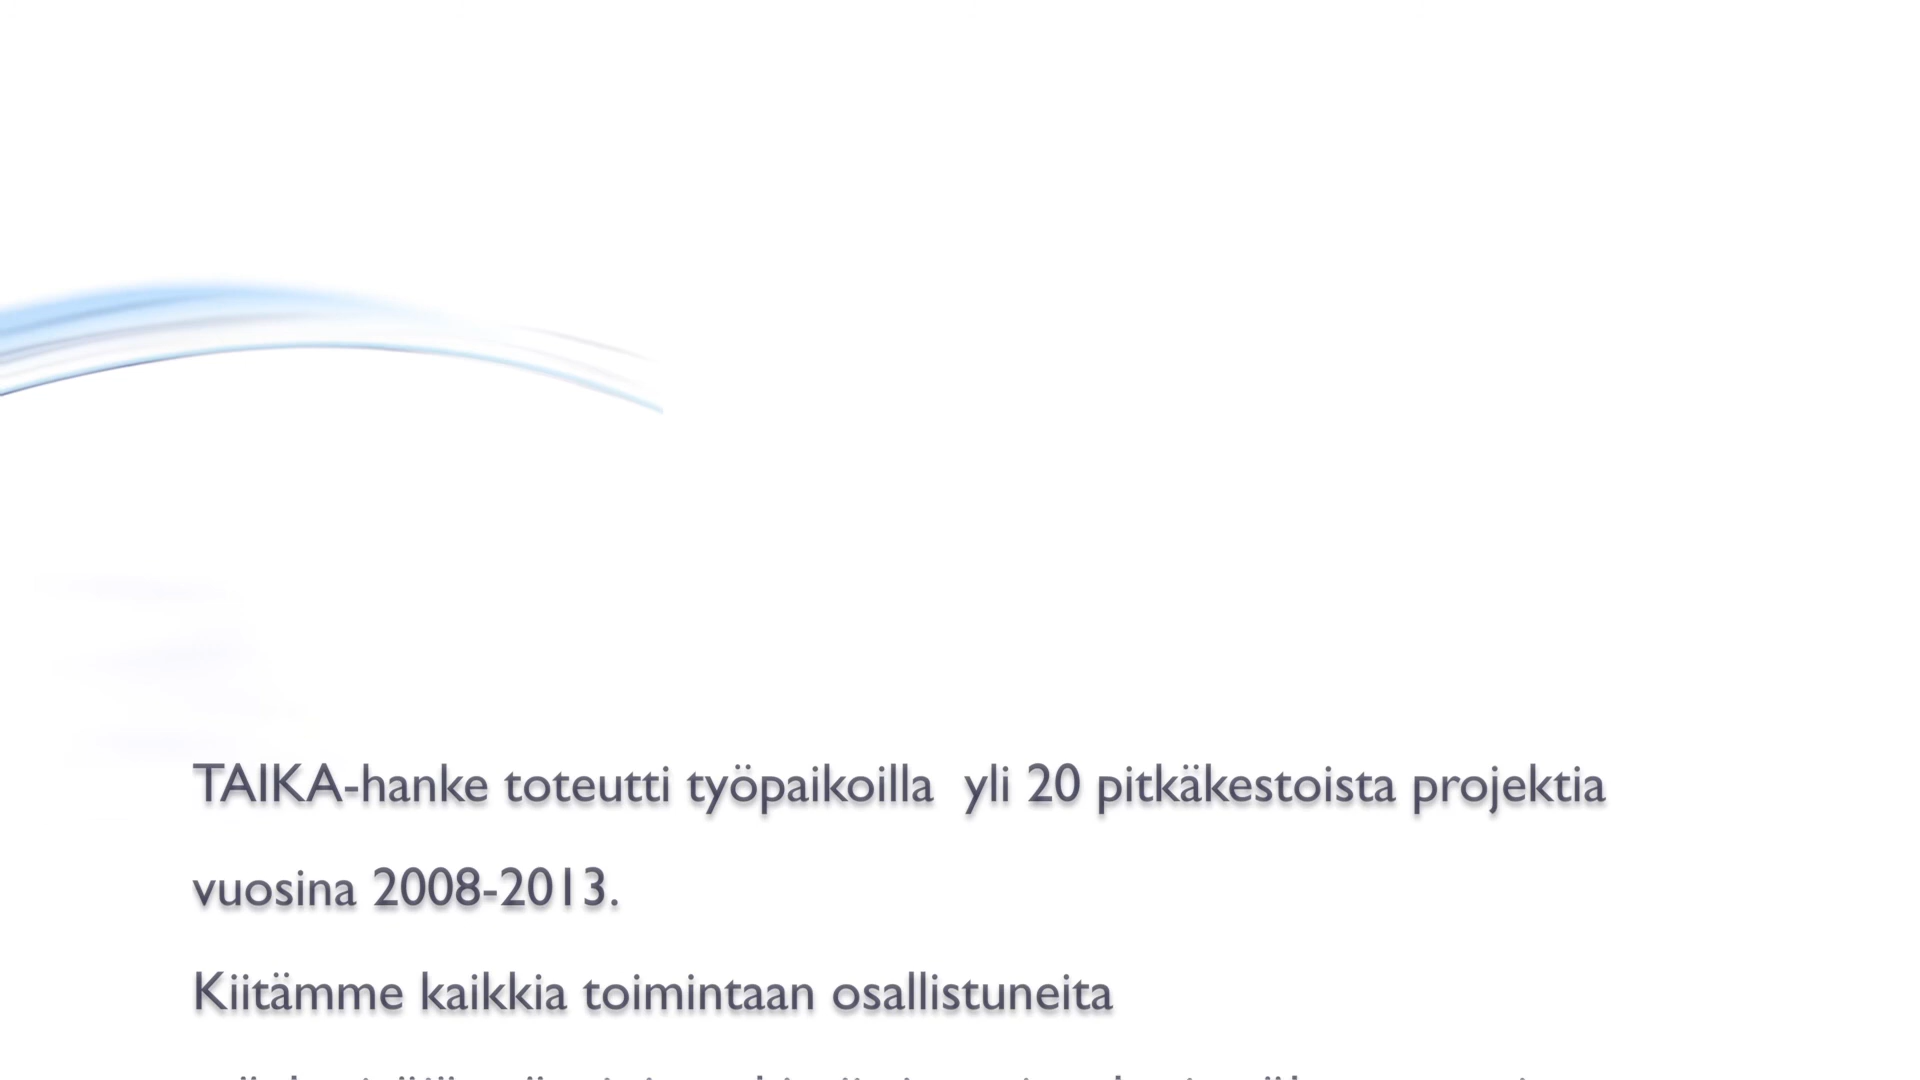 TAIKA-hanke toteutti työpaikoilla  yli 20 pitkäkestoista projektia
vuosina 2008-2013.
Kiitämme kaikkia toimintaan osallistuneita